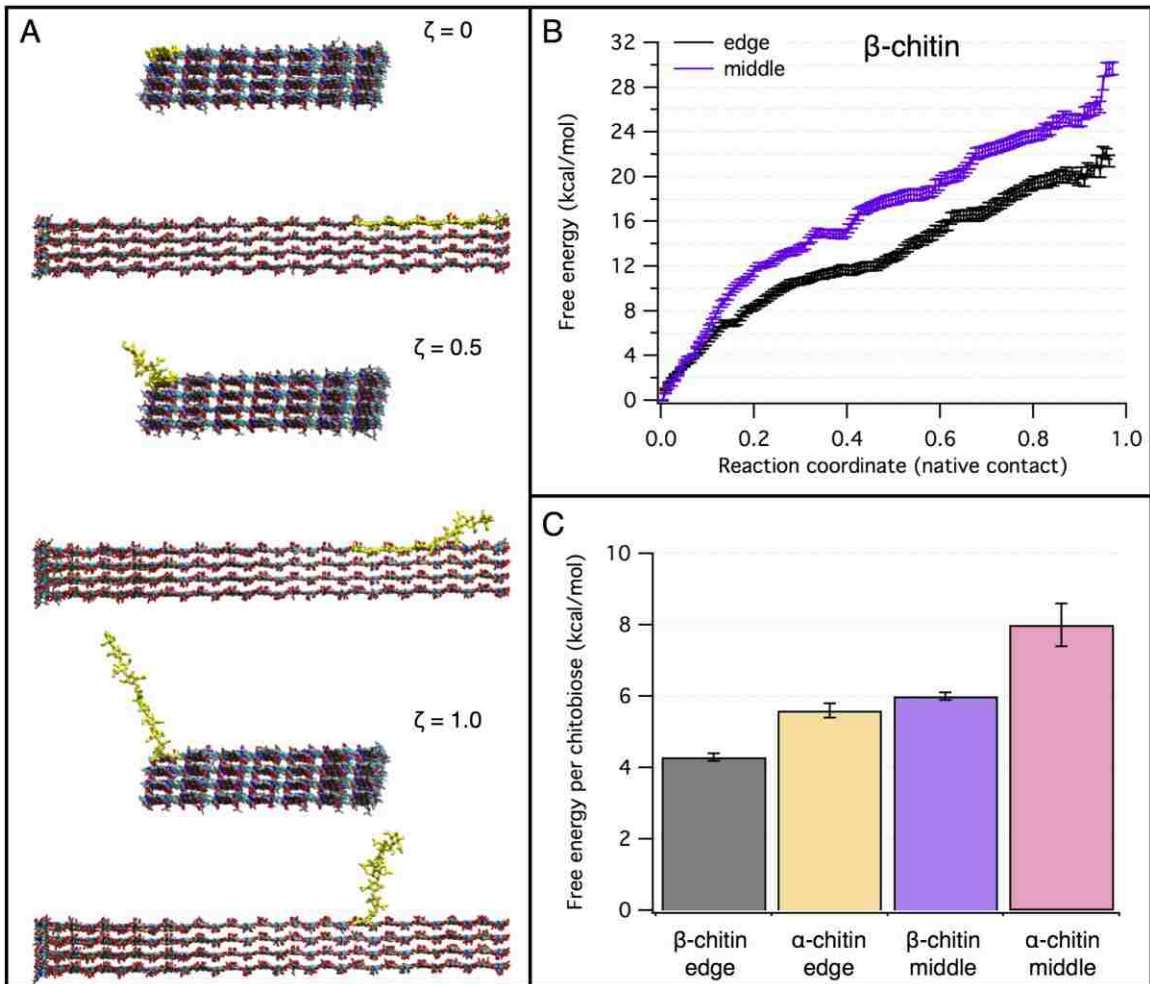 A
ζ = 0
ζ = 0.5
ζ = 1.0
B
edge
middle
β-chitin
Free energy (kcal/mol)
32
28
24
20
16
12
8
4
0
0.0 0.2 0.4 0.6 0.8 1.0
Reaction coordinate (native contact)
C
Free energy per chitobiose (kcal/mol)
10
8
6
4
2
0
β-chitin α-chitin β-chitin α-chitin
edge edge middle middle